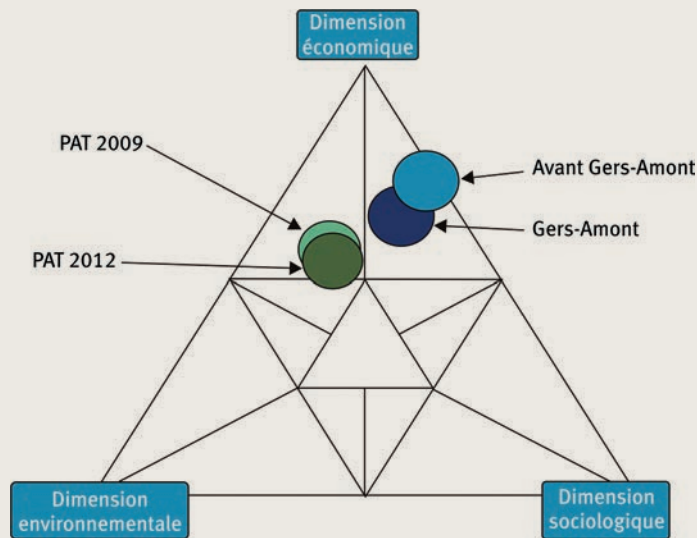 Dimension
économique
PAT 2009
Avant Gers-Amont
Gers-Amont
PAT 2012
Dimension
environnementale
Dimension
sociologique